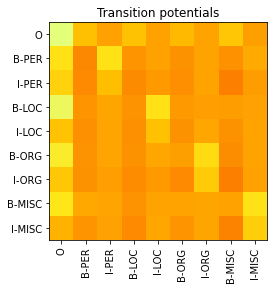 Transition potentials
O
B-PER
I-PER
B-LOC
I-LOC
B-ORG
I-ORG
B-MISC
I-MISC
O
B-PER
I-PER
B-LOC
I-LOC
B-ORG
I-ORG
B-MISC
I-MISC